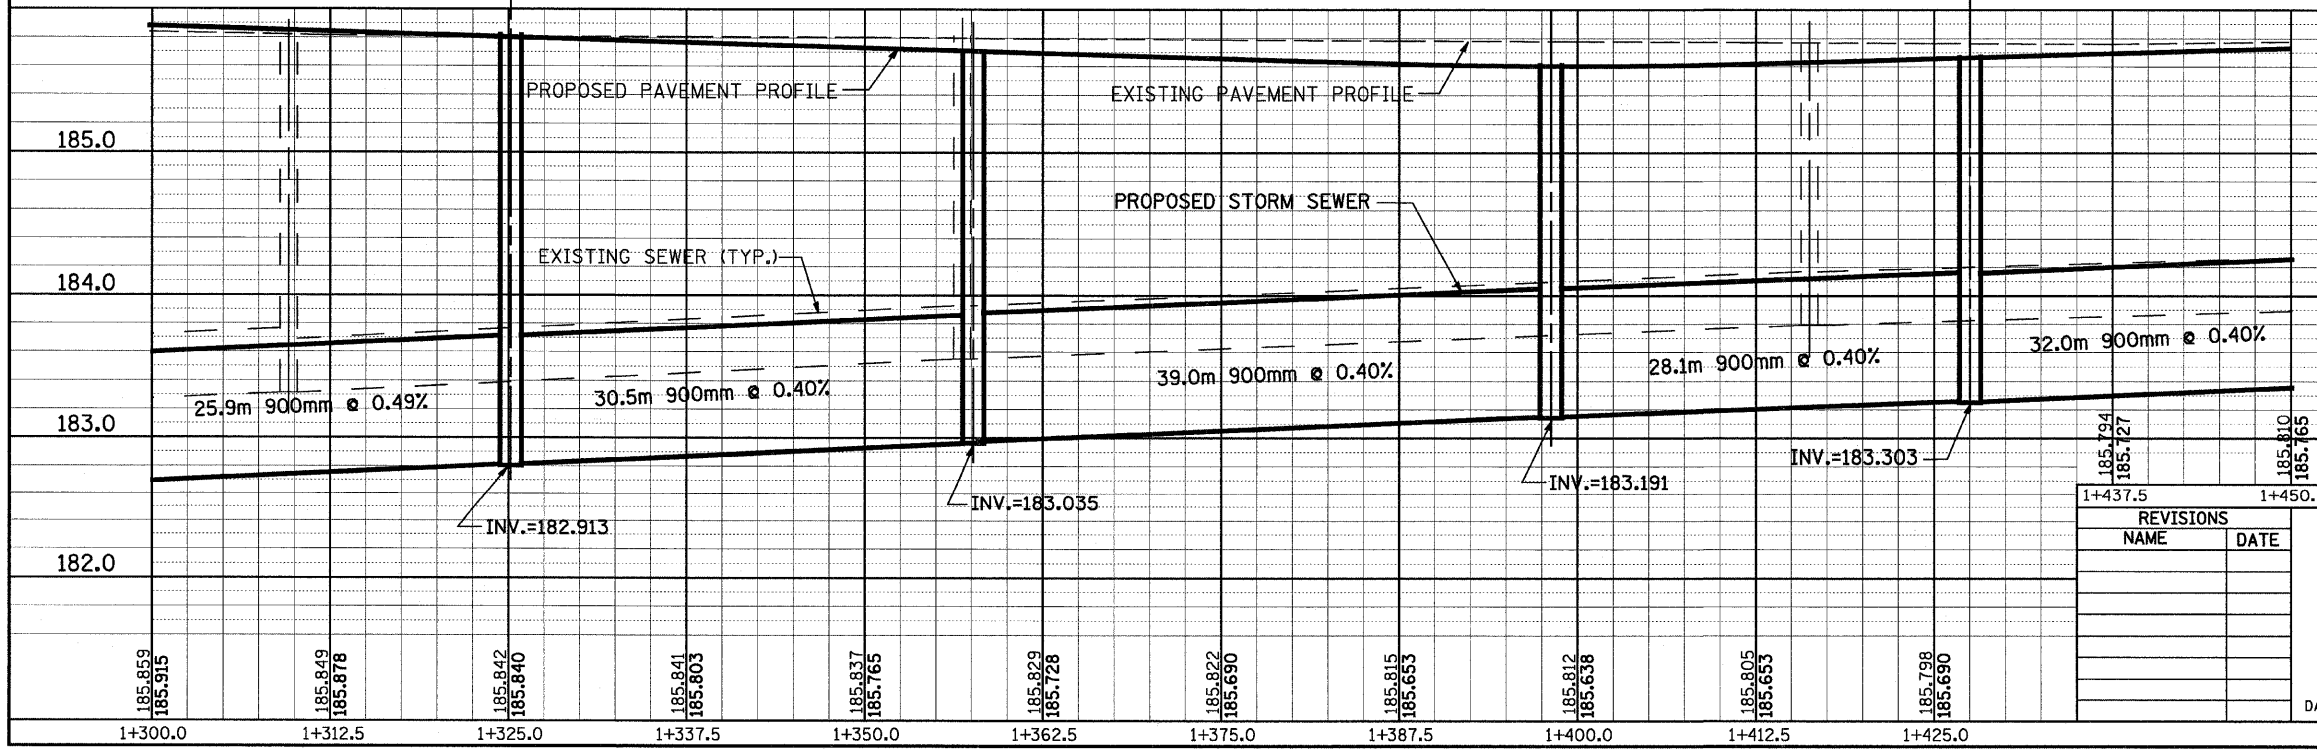 PROPOSED PAVEMENT PROFILE
EXISTING PAVEMENT PROFILE
185.0
PROPOSED STORM SEWER
EXISTING SEWER (TYP.)
184.0
25.9m 900mm @ 0.49%
30.5m 900mm @ 0.40%
39.0m 900mm @ 0.40%
28.1m 900mm @ 0.40%
32.0m 900mm @ 0.40%
183.0
INV.=182.913
INV.=183.035
INV.=183.191
INV.=183.303
185.794
185.727
185.810
185.765
1+437.5
1+450.
REVISIONS
NAME DATE
182.0
185.859
185.915
185.849
185.878
185.842
185.840
185.841
185.803
185.837
185.765
185.829
185.728
185.822
185.690
185.815
185.653
185.812
185.638
185.805
185.653
185.798
185.690
DA
1+300.0 1+312.5 1+325.0 1+337.5 1+350.0 1+362.5 1+375.0 1+387.5 1+400.0 1+412.5 1+425.0